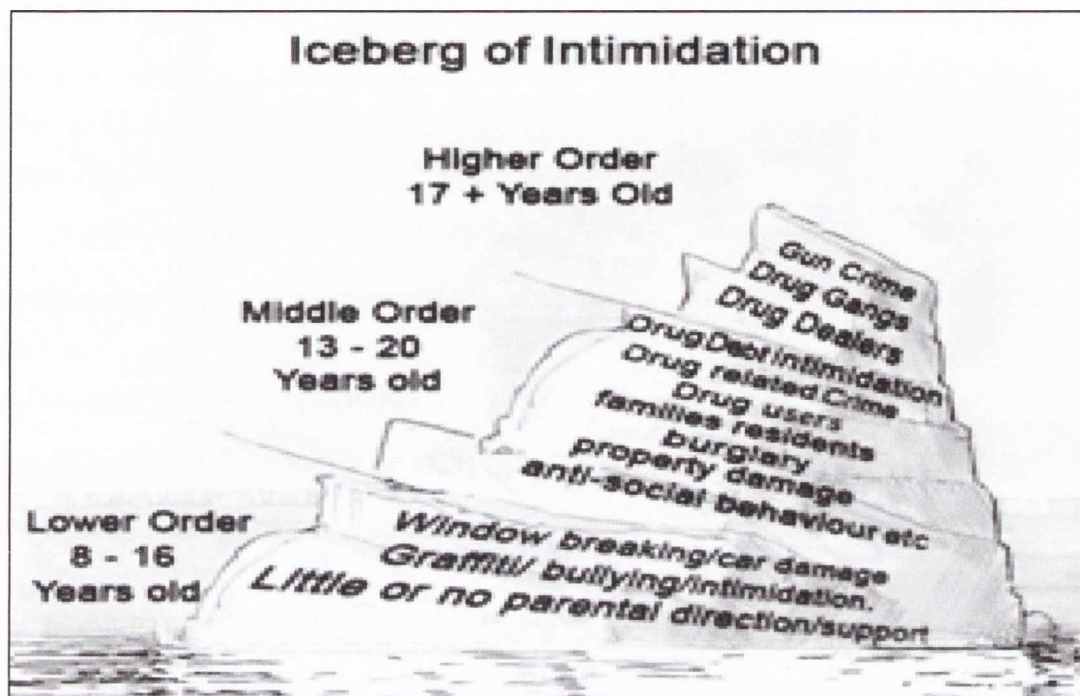 Iceberg of Intimidation
Higher Order
17 + Years Old
Gun Crime
Drug Gangs
Drug Dealers
Middle Order
13 - 20
Years old
Drug Debt Intimidation
Drug related Crime
Drug users
families residents
burglary
property damage
anti-social behaviour etc
Lower Order
8 - 16
Years old
Window breaking/car damage
Graffiti/ bullying/intimidation.
Little or no parental direction/support